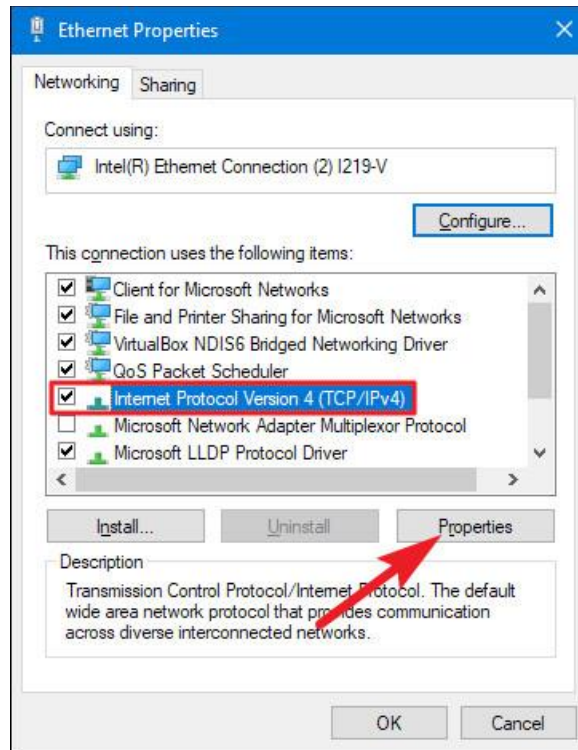 Ethernet Properties
Networking
Sharing
Connect using:
Intel(R) Ethernet Connection (2) I219-V
Configure...
This connection uses the following items:
Client for Microsoft Networks
File and Printer Sharing for Microsoft Networks
VirtualBox NDIS6 Bridged Networking Driver
QoS Packet Scheduler
Internet Protocol Version 4 (TCP/IPv4)
Microsoft Network Adapter Multiplexor Protocol
Microsoft LLDP Protocol Driver
Install...
Uninstall
Properties
Description
Transmission Control Protocol/Internet Protocol. The default
wide area network protocol that provides communication
across diverse interconnected networks.
OK
Cancel